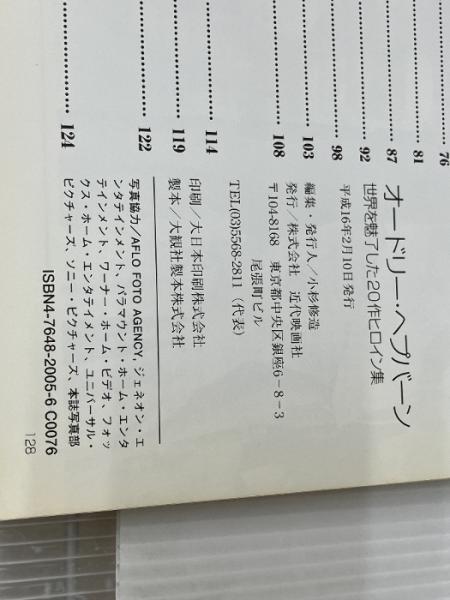 76
81
87
92
98
103
108
114
119
122
124
オードリー・ヘプバーン
世界を魅了した20作ヒロイン集
平成16年2月10日発行
編集・発行人／小杉修造
発行／株式会社 近代映画社
〒104-8168 東京都中央区銀座6-8-3
尾張町ビル
TEL(03)5568-2811（代表）
印刷／大日本印刷株式会社
製本／大観社製本株式会社
写真協力／AFLO FOTO AGENCY、ジェネオン・エ
ンタテインメント、パラマウント・ホーム・エンタ
テインメント、ワーナー・ホーム・ビデオ、フォッ
クス・ホーム・エンタテイメント、ユニバーサル・
ピクチャーズ、ソニー・ピクチャーズ、本誌写真部
ISBN4-7648-2005-6 C0076
128